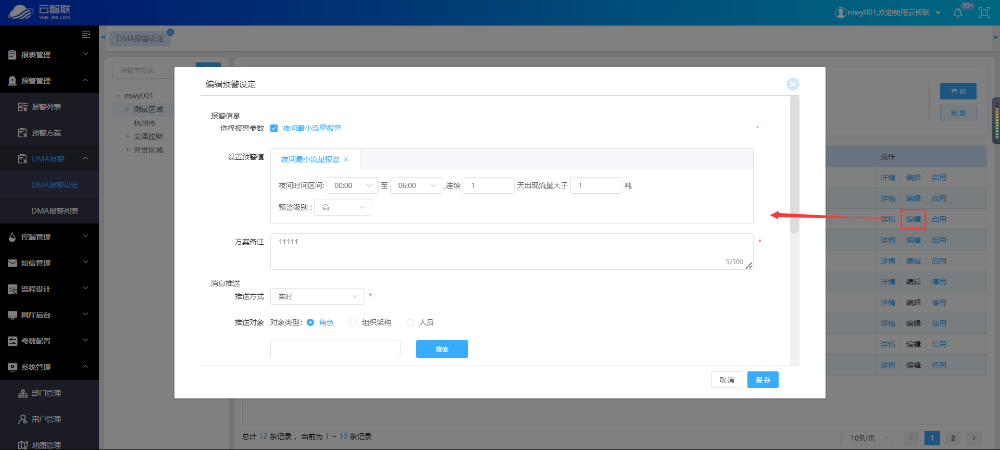 云智联
YUN ZHI LIAN
mwy001,欢迎使用云智联
99+
DMA报警设定
报表管理
预警管理
报警列表
预警方案
DMA报警
DMA报警设定
DMA报警列表
控漏管理
短信管理
流程设计
网厅后台
参数配置
系统管理
部门管理
用户管理
地图管理
关键字搜索
mwy001
测试区域
杭州市
艾泽拉斯
开发区域
编辑预警设定
报警信息
选择报警参数 夜间最小流量报警 *
设置预警值 夜间最小流量报警 ×
夜间时间区间: 00:00 至 06:00 ,连续 1 天出现流量大于 1 吨
预警级别 : 高
方案备注 11111 *
5/500
消息推送
推送方式 实时 *
推送对象 对象类型: 角色 组织架构 人员
搜索
取消 保存
查询
新增
操作
详情 编辑 启用
详情 编辑 启用
详情 编辑 启用
详情 编辑 启用
详情 编辑 启用
详情 编辑 停用
详情 编辑 停用
详情 编辑 停用
详情 编辑 停用
详情 编辑 停用
总计 12 条记录， 当前为 1 ~ 10 条记录
10条/页 < 1 2 >